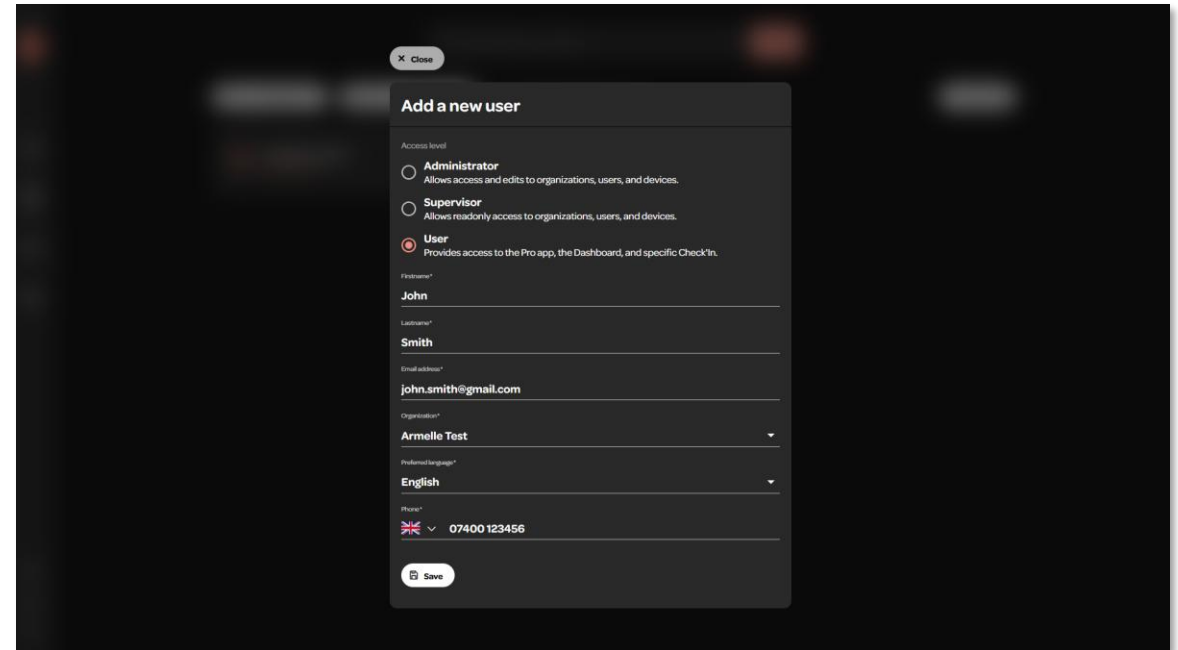 × Close
Add a new user
Access level
Administrator
Allows access and edits to organizations, users, and devices.
Supervisor
Allows readonly access to organizations, users, and devices.
User
Provides access to the Pro app, the Dashboard, and specific Check'In.
Firstname*
John
Lastname*
Smith
Email address*
john.smith@gmail.com
Organization*
Armelle Test
Preferred language*
English
Phone*
07400 123456
Save